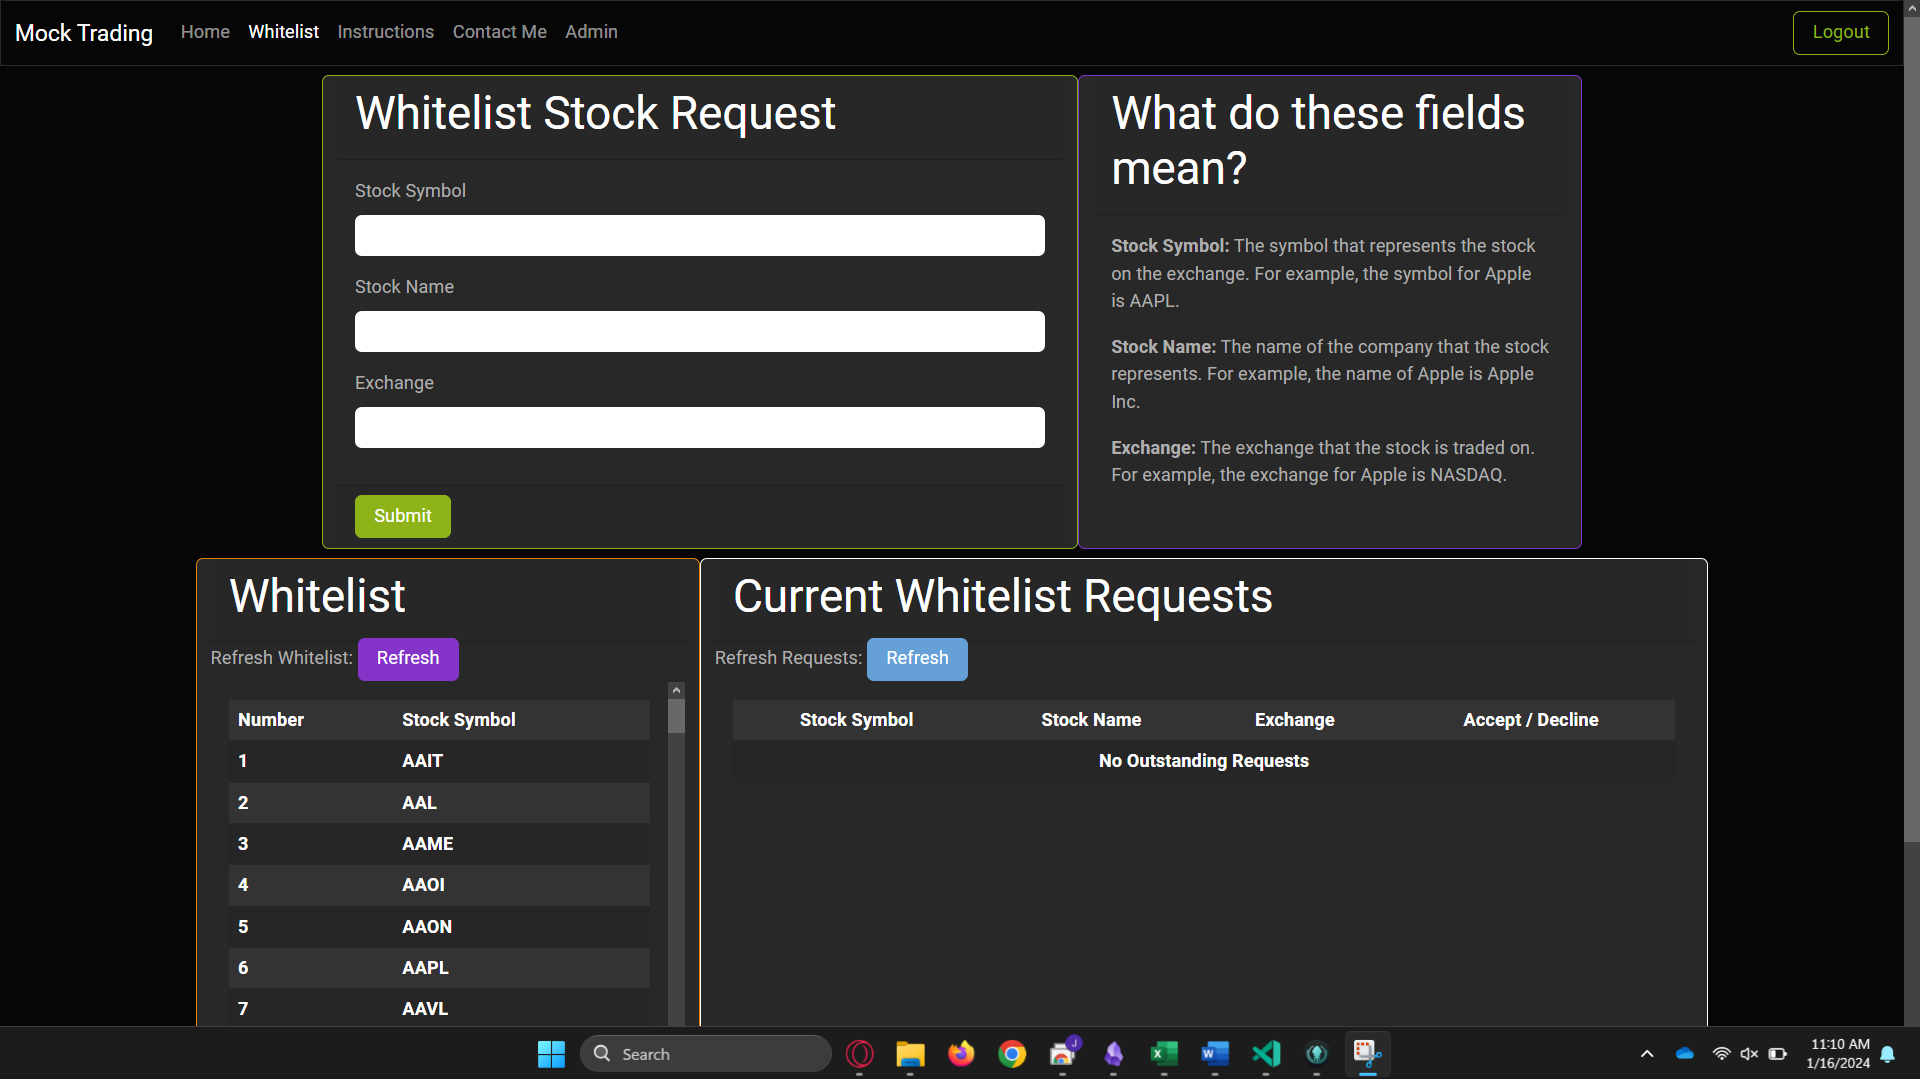 Mock Trading Home Whitelist Instructions Contact Me Admin Logout
Whitelist Stock Request
Stock Symbol
Stock Name
Exchange
Submit
What do these fields
mean?
Stock Symbol: The symbol that represents the stock
on the exchange. For example, the symbol for Apple
is AAPL.
Stock Name: The name of the company that the stock
represents. For example, the name of Apple is Apple
Inc.
Exchange: The exchange that the stock is traded on.
For example, the exchange for Apple is NASDAQ.
Whitelist
Refresh Whitelist: Refresh
Number Stock Symbol
1 AAIT
2 AAL
3 AAME
4 AAOI
5 AAON
6 AAPL
7 AAVL
Current Whitelist Requests
Refresh Requests: Refresh
Stock Symbol Stock Name Exchange Accept / Decline
No Outstanding Requests
Search
J
X
W
11:10 AM
1/16/2024